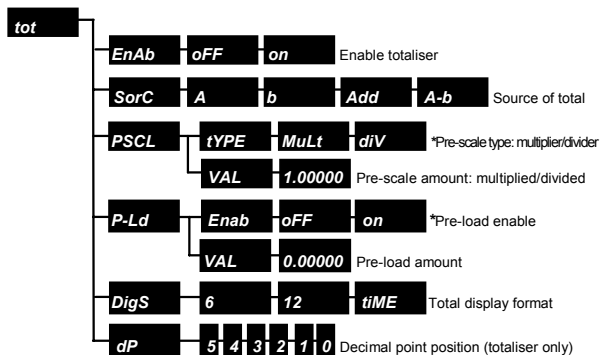 tot
EnAb oFF on Enable totaliser
SorC A b Add A-b Source of total
PSCL tYPE MuLt diV *Pre-scale type: multiplier/divider
VAL 1.00000 Pre-scale amount: multiplied/divided
P-Ld Enab oFF on *Pre-load enable
VAL 0.00000 Pre-load amount
DigS 6 12 tiME Total display format
dP 5 4 3 2 1 0 Decimal point position (totaliser only)